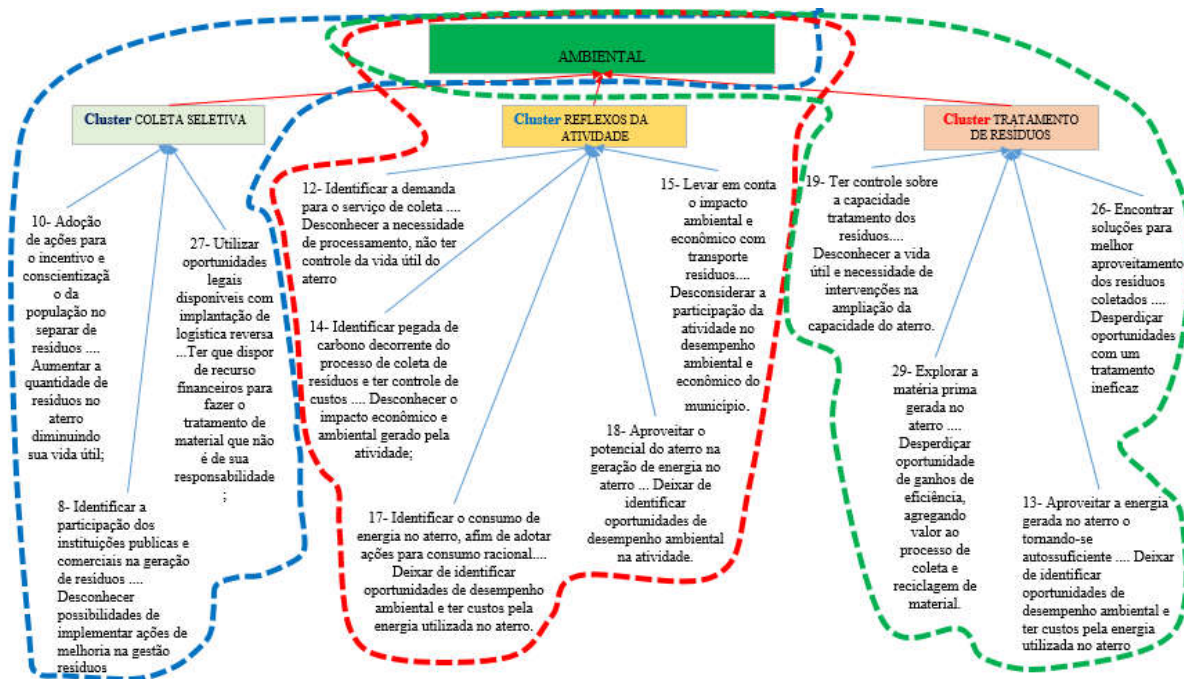 AMBIENTAL
Cluster COLETA SELETIVA
10- Adoção
de ações para
o incentivo e
conscientizaçã
o da
população no
separar de
resíduos ....
Aumentar a
quantidade de
resíduos no
aterro
diminuindo
sua vida útil;
27- Utilizar
oportunidades
legais
disponíveis com
implantação de
logística reversa
...Ter que dispor
de recurso
financeiros para
fazer o
tratamento de
material que não
é de sua
responsabilidade
;
8- Identificar a
participação dos
instituições publicas e
comerciais na geração
de resíduos ....
Desconhecer
possibilidades de
implementar ações de
melhoria na gestão
resíduos
Cluster REFLEXOS DA
ATIVIDADE
12- Identificar a demanda
para o serviço de coleta ....
Desconhecer a necessidade
de processamento, não ter
controle da vida útil do
aterro
14- Identificar pegada de
carbono decorrente do
processo de coleta de
resíduos e ter controle de
custos .... Desconhecer o
impacto econômico e
ambiental gerado pela
atividade;
17- Identificar o consumo de
energia no aterro, afim de adotar
ações para consumo racional....
Deixar de identificar
oportunidades de desempenho
ambiental e ter custos pela
energia utilizada no aterro.
15- Levar em conta
o impacto
ambiental e
econômico com
transporte
resíduos....
Desconsiderar a
participação da
atividade no
desempenho
ambiental e
econômico do
município.
18- Aproveitar o
potencial do aterro na
geração de energia no
aterro ... Deixar de
identificar
oportunidades de
desempenho ambiental
na atividade.
Cluster TRATAMENTO
DE RESÍDUOS
19- Ter controle sobre
a capacidade
tratamento dos
resíduos....
Desconhecer a vida
útil e necessidade de
intervenções na
ampliação da
capacidade do aterro.
29- Explorar a
matéria prima
gerada no
aterro ....
Desperdiçar
oportunidade
de ganhos de
eficiência,
agregando
valor ao
processo de
coleta e
reciclagem de
material.
26- Encontrar
soluções para
melhor
aproveitamento
dos resíduos
coletados ....
Desperdiçar
oportunidades
com um
tratamento
ineficaz
13- Aproveitar a energia
gerada no aterro o
tornando-se
autossuficiente .... Deixar
de identificar
oportunidades de
desempenho ambiental e
ter custos pela energia
utilizada no aterro